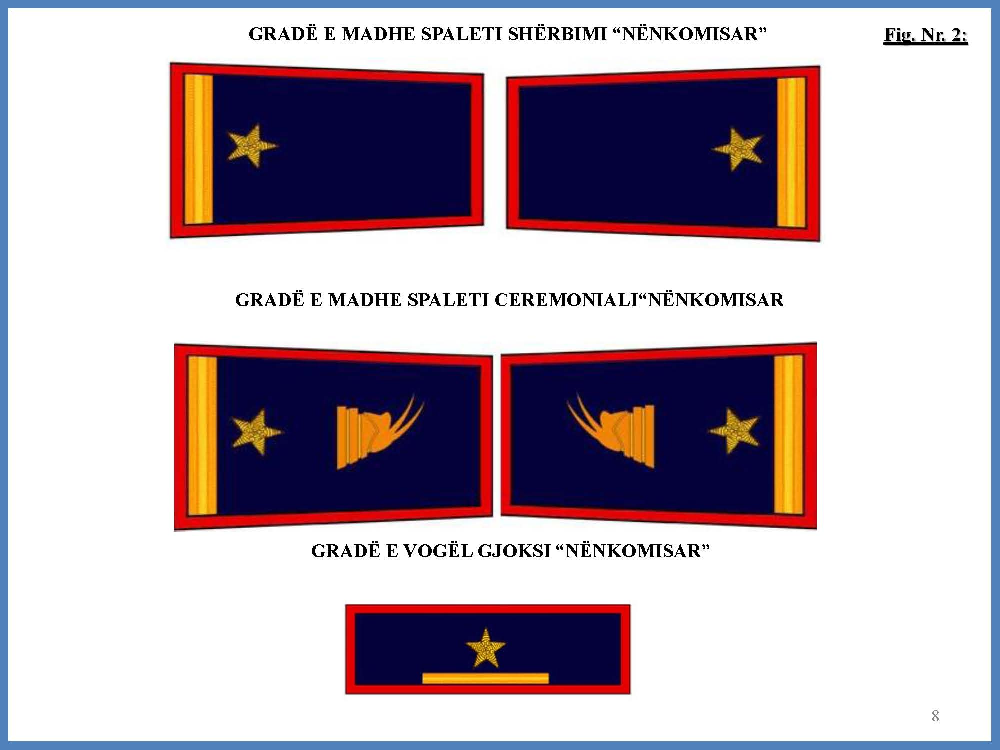 GRADË E MADHE SPALETI SHËRBIMI “NËNKOMISAR”
Fig. Nr. 2:
GRADË E MADHE SPALETI CEREMONIALI“NËNKOMISAR
GRADË E VOGËL GJOKSI “NËNKOMISAR”
8